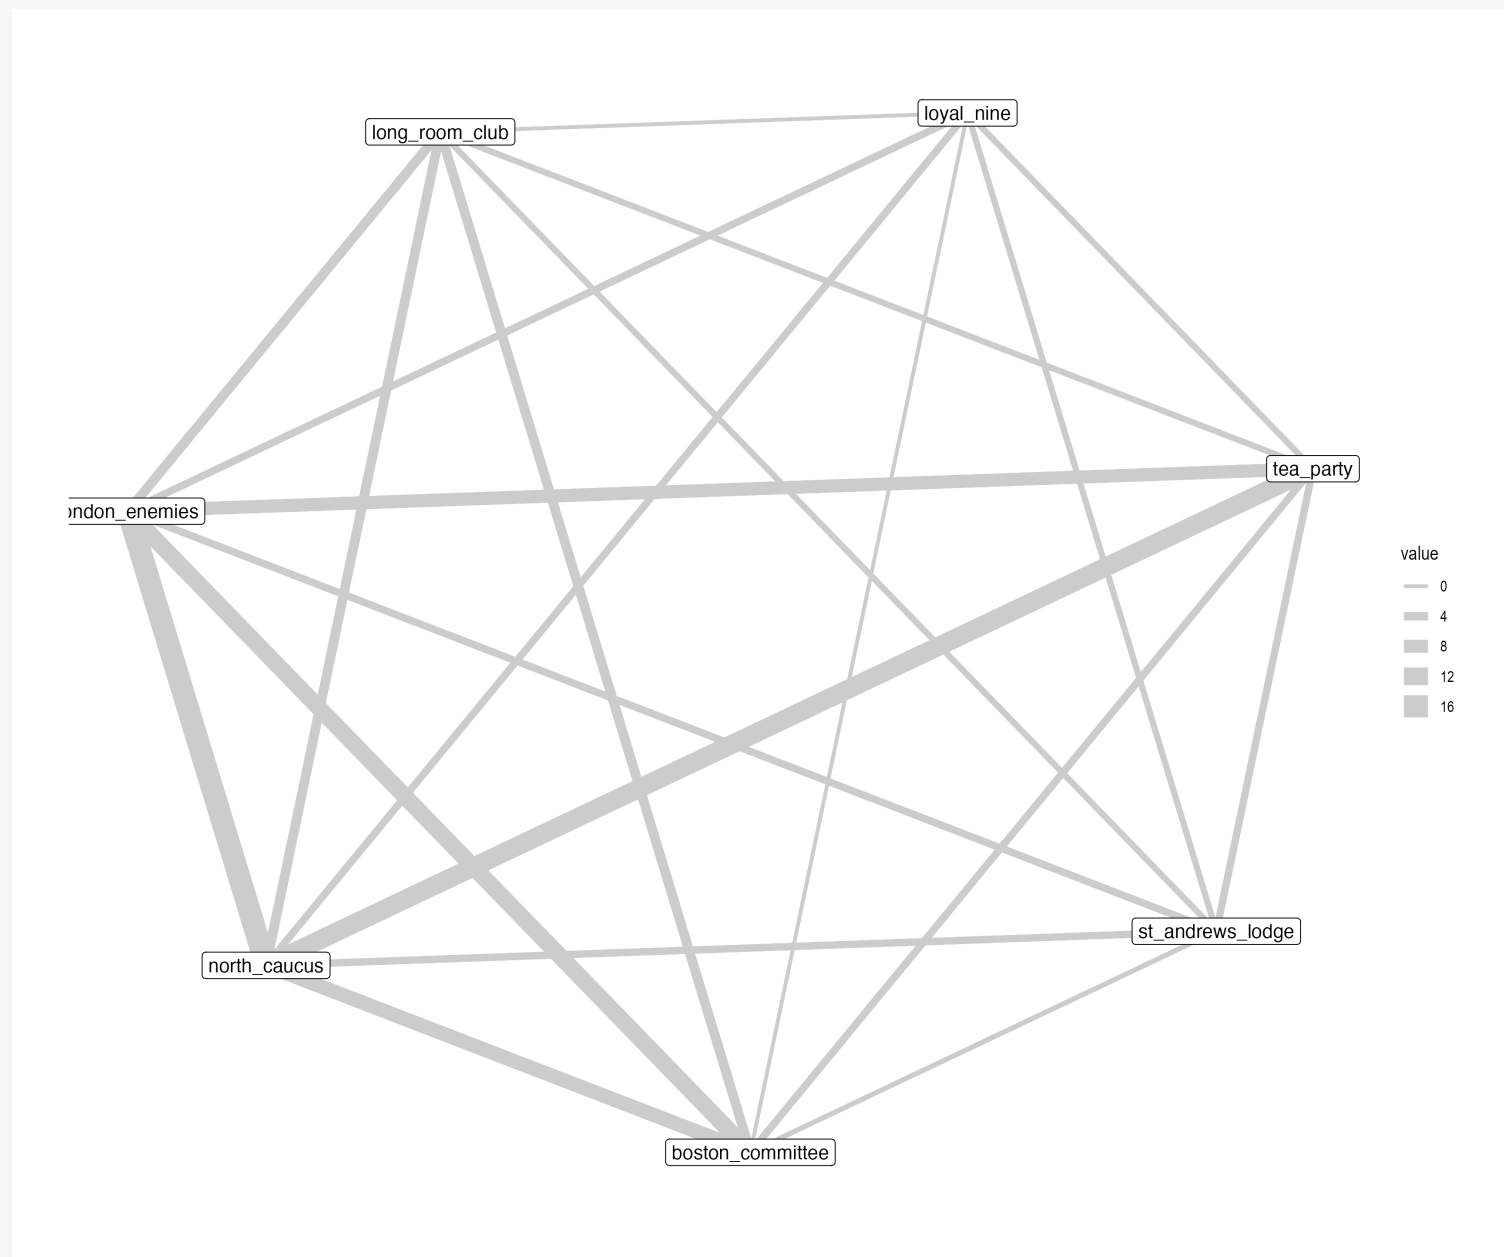 loyal_nine
long_room_club
tea_party
ondon_enemies
value
0
4
8
12
16
st_andrews_lodge
north_caucus
boston_committee